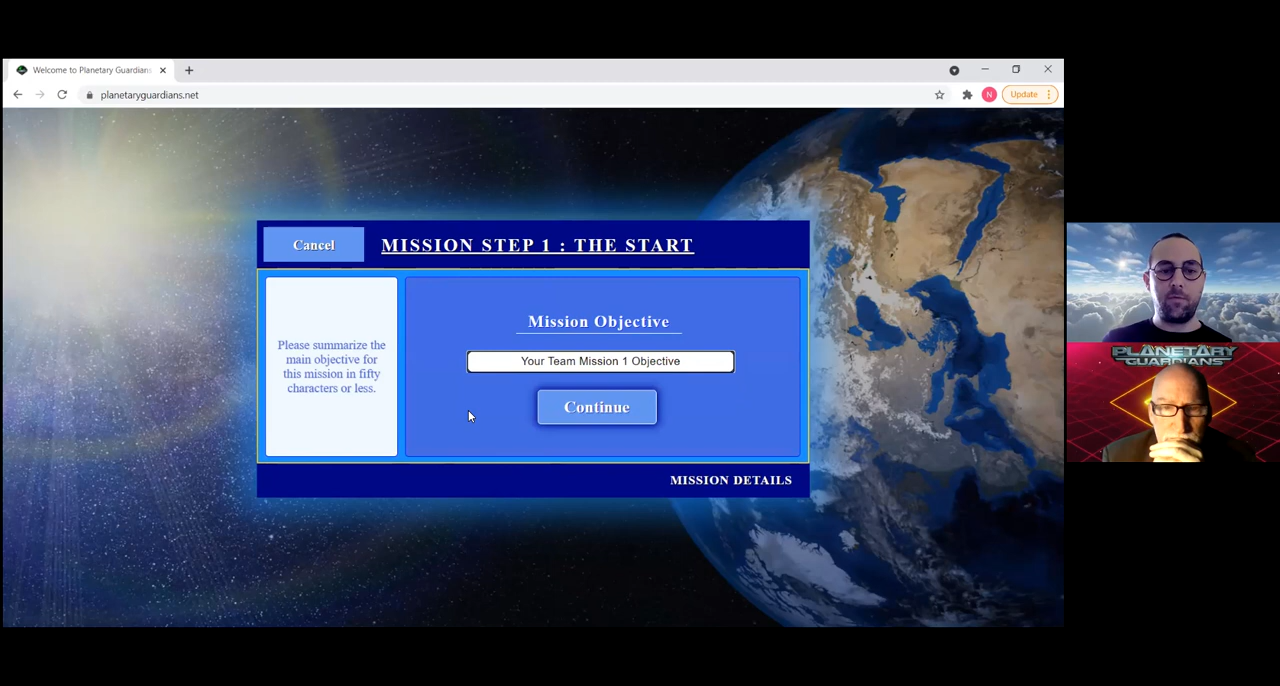 Welcome to Planetary Guardians
planetaryguardians.net
N
Update
Cancel
MISSION STEP 1 : THE START
Please summarize the
main objective for
this mission in fifty
characters or less.
Mission Objective
Your Team Mission 1 Objective
Continue
MISSION DETAILS
PLANETARY
GUARDIANS